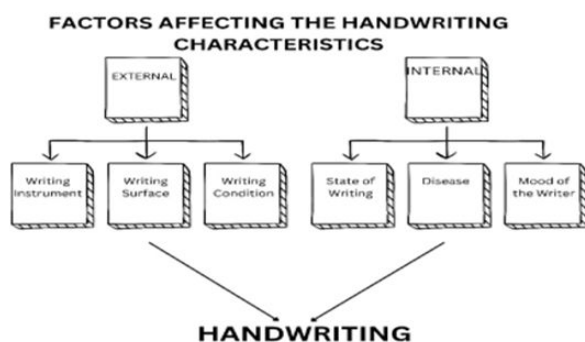 FACTORS AFFECTING THE HANDWRITING
CHARACTERISTICS
EXTERNAL
INTERNAL
Writing
Instrument
Writing
Surface
Writing
Condition
State of
Writing
Disease
Mood of
the Writer
HANDWRITING